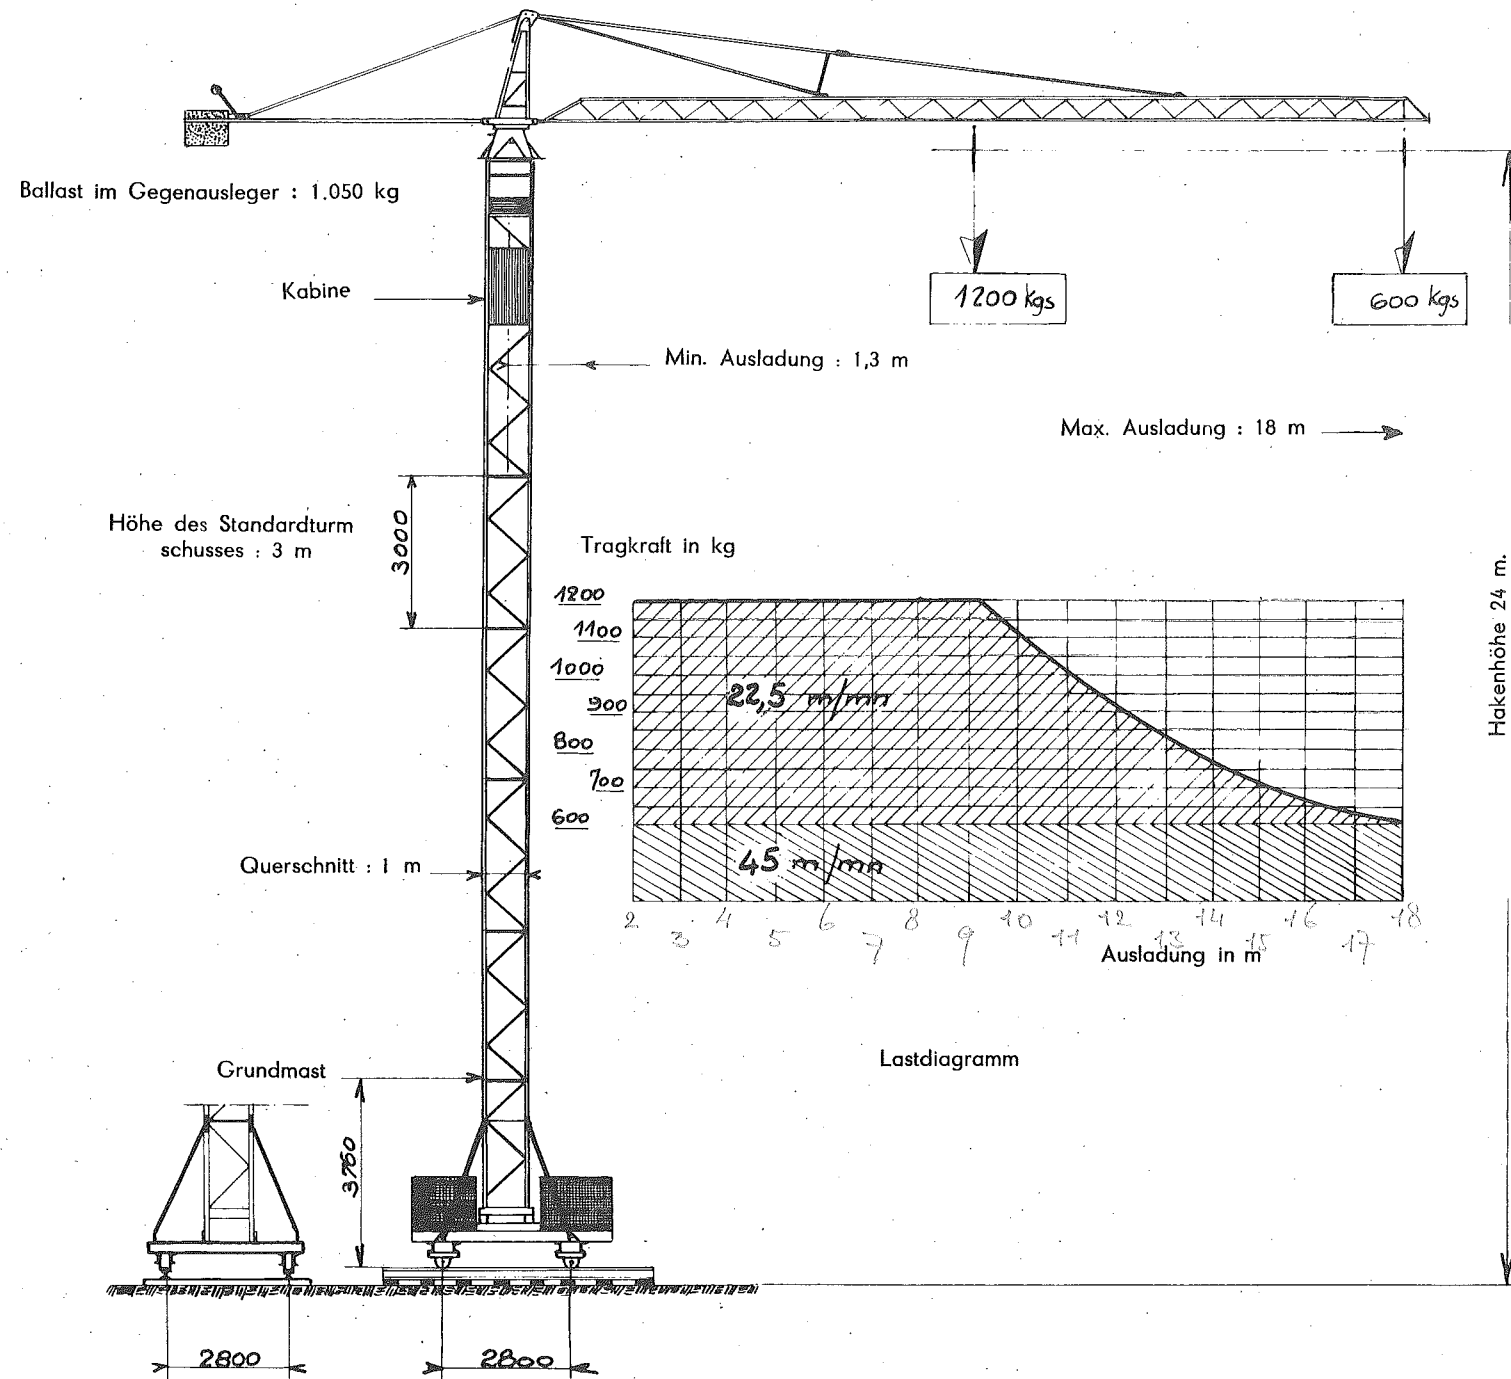 Ballast im Gegenausleger : 1.050 kg
Kabine
1200 kgs
600 kgs
Min. Ausladung : 1,3 m
Max. Ausladung : 18 m
Höhe des Standardturm
schusses : 3 m
3000
Hakenhöhe 24 m.
Tragkraft in kg
1200
1100
1000
900
800
700
600
22,5 m/mn
45 m/mn
2 3 4 5 6 7 8 9 10 11 12 13 14 15 16 17 18
Ausladung in m
Querschnitt : 1 m
Lastdiagramm
Grundmast
3760
2800
2800